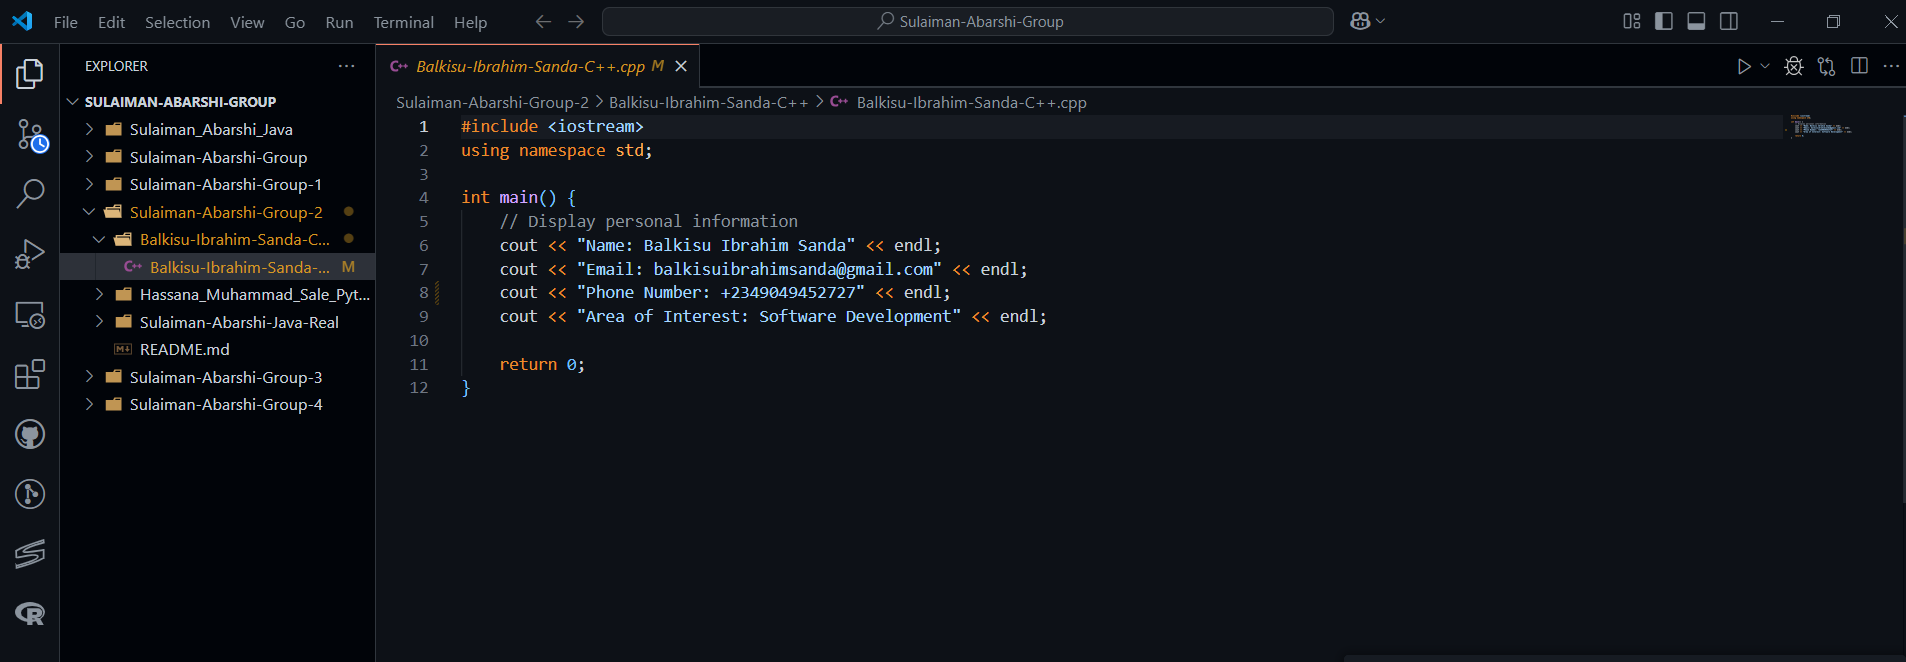 File Edit Selection View Go Run Terminal Help
Sulaiman-Abarshi-Group
EXPLORER
SULAIMAN-ABARSHI-GROUP
Sulaiman_Abarshi_Java
Sulaiman-Abarshi-Group
Sulaiman-Abarshi-Group-1
Sulaiman-Abarshi-Group-2
Balkisu-Ibrahim-Sanda-C...
Balkisu-Ibrahim-Sanda-... M
Hassana_Muhammad_Sale_Pyt...
Sulaiman-Abarshi-Java-Real
README.md
Sulaiman-Abarshi-Group-3
Sulaiman-Abarshi-Group-4
C++ Balkisu-Ibrahim-Sanda-C++.cpp M
Sulaiman-Abarshi-Group-2 > Balkisu-Ibrahim-Sanda-C++ > C++ Balkisu-Ibrahim-Sanda-C++.cpp
1 #include <iostream>
2 using namespace std;
3
4 int main() {
5     // Display personal information
6     cout << "Name: Balkisu Ibrahim Sanda" << endl;
7     cout << "Email: balkisuibrahimsanda@gmail.com" << endl;
8     cout << "Phone Number: +2349049452727" << endl;
9     cout << "Area of Interest: Software Development" << endl;
10
11     return 0;
12 }